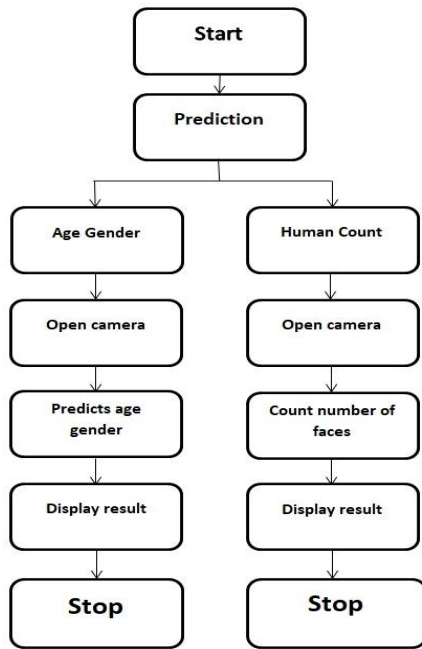 Start
Prediction
Age Gender
Open camera
Predicts age
gender
Display result
Stop
Human Count
Open camera
Count number of
faces
Display result
Stop